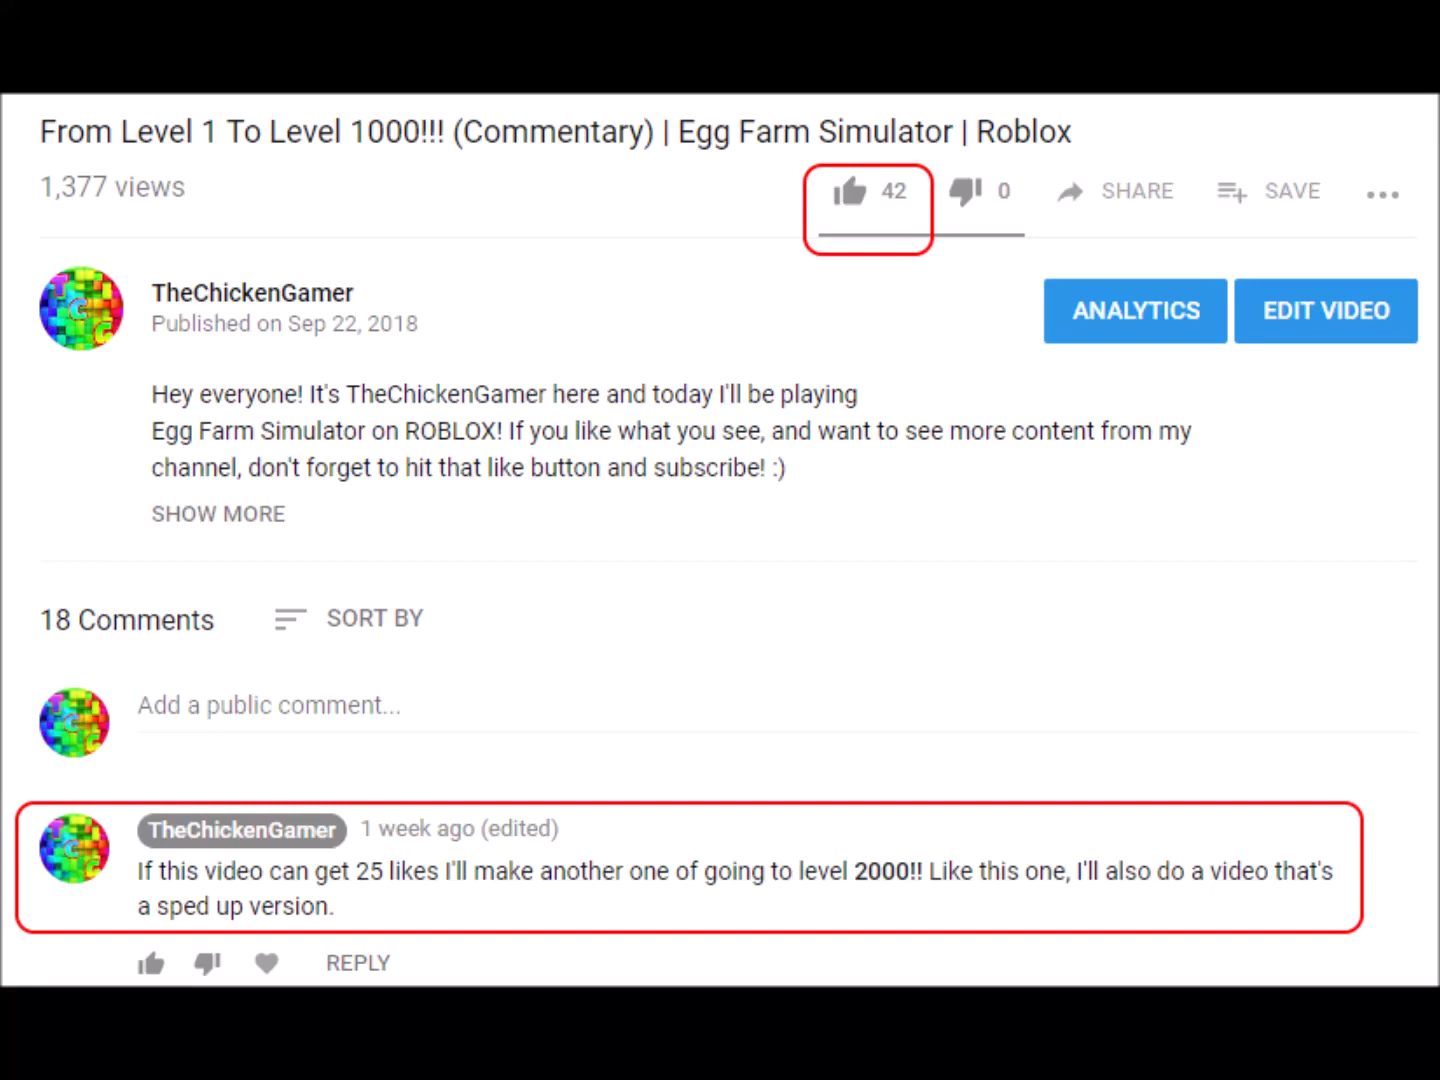 From Level 1 To Level 1000!!! (Commentary) | Egg Farm Simulator | Roblox
1,377 views
42 0 SHARE SAVE
TheChickenGamer
Published on Sep 22, 2018
ANALYTICS EDIT VIDEO
Hey everyone! It's TheChickenGamer here and today I'll be playing
Egg Farm Simulator on ROBLOX! If you like what you see, and want to see more content from my
channel, don't forget to hit that like button and subscribe! :)
SHOW MORE
18 Comments SORT BY
Add a public comment...
TheChickenGamer 1 week ago (edited)
If this video can get 25 likes I'll make another one of going to level 2000!! Like this one, I'll also do a video that's
a sped up version.
REPLY